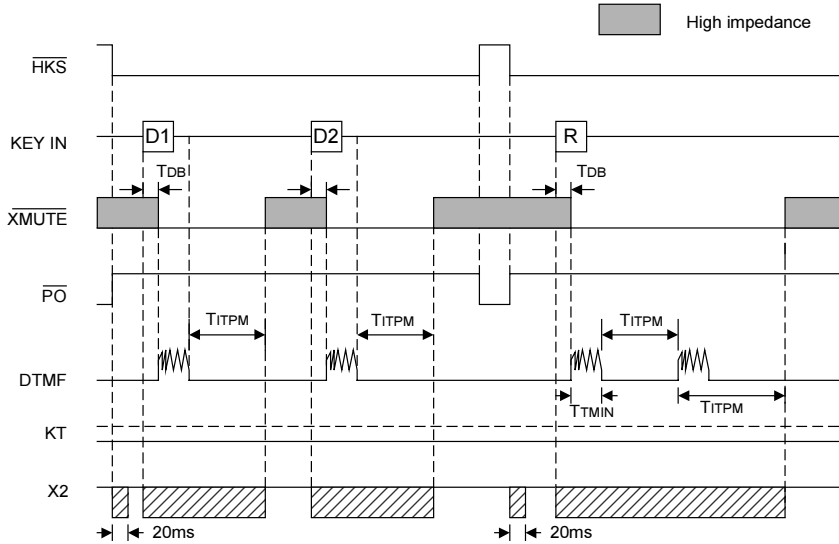 High impedance
HKS
KEY IN
D1
D2
R
TDB
TDB
XMUTE
PO
TITPM
TITPM
TITPM
DTMF
TTMIN
TITPM
KT
X2
20ms
20ms